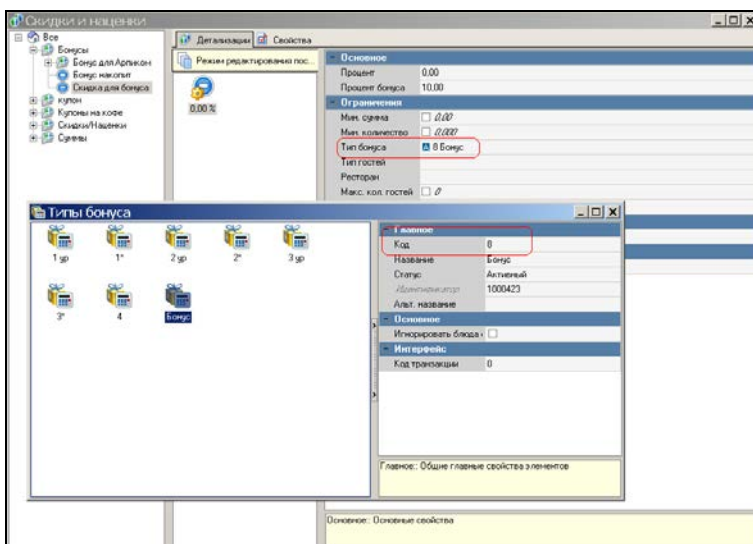 Скидки и наценки
Все
Бонусы
Бонус для Арпиком
Бонус накопит
Скидка для бонуса
купон
Купоны на кофе
Скидки/Наценки
Суммы
Детализации
Свойства
Режим редактирования пос...
0.00 %
Основное
Процент 0.00
Процент бонуса 10,00
Ограничения
Мин. сумма 0.00
Мин. количество 0.000
Тип бонуса 8 Бонус
Тип гостей
Ресторан
Макс. кол. гостей 0
Типы бонуса
1 ур
1*
2 ур
2*
3 ур
3*
4
Бонус
Главное
Код 8
Название Бонус
Статус Активный
Идентификатор 1000423
Альт. название
Основное
Игнорировать блюда
Интерфейс
Код транзакции 0
Главное:: Общие главные свойства элементов
Основное:: Основные свойства